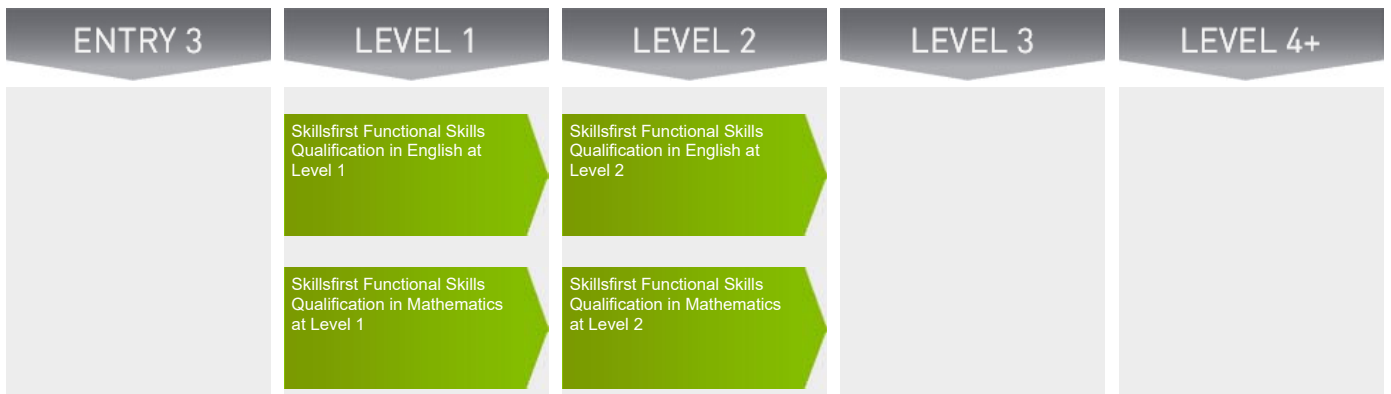 ENTRY 3
LEVEL 1
LEVEL 2
LEVEL 3
LEVEL 4+
Skillsfirst Functional Skills
Qualification in English at
Level 1
Skillsfirst Functional Skills
Qualification in English at
Level 2
Skillsfirst Functional Skills
Qualification in Mathematics
at Level 1
Skillsfirst Functional Skills
Qualification in Mathematics
at Level 2